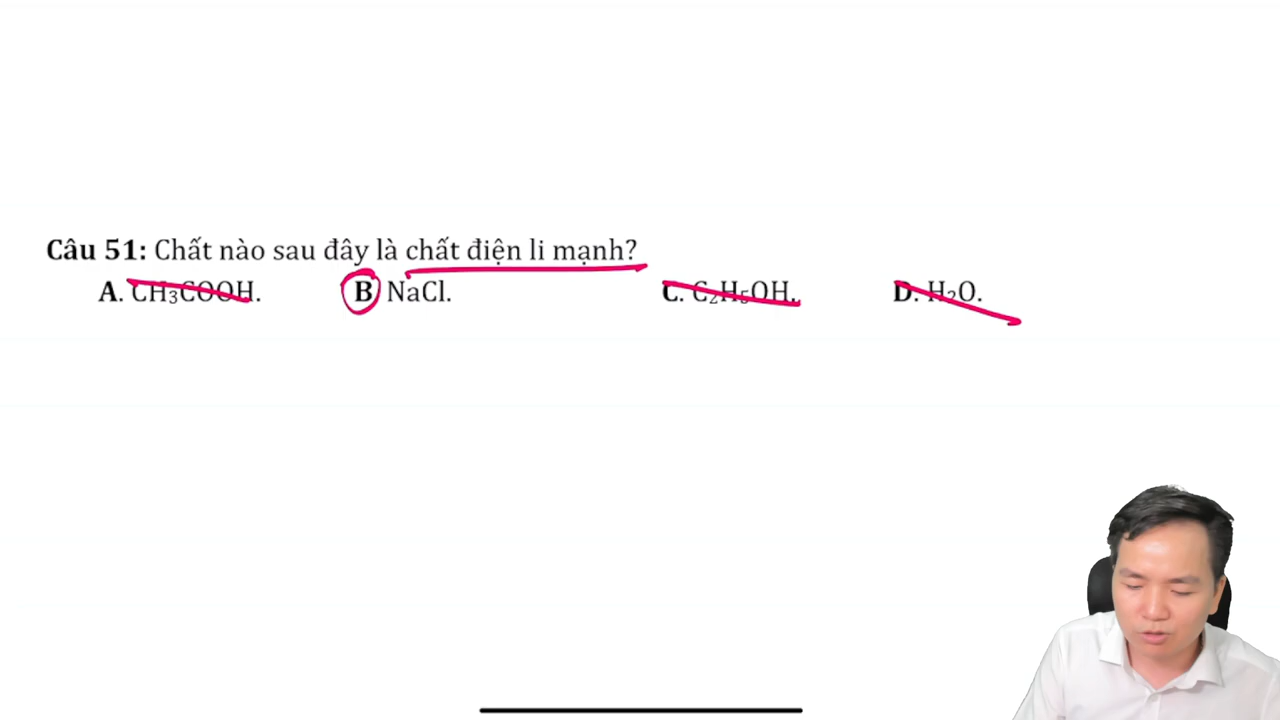 Câu 51: Chất nào sau đây là chất điện li mạnh?
A. CH₃COOH. B NaCl. C. C₂H₅OH. D. H₂O.